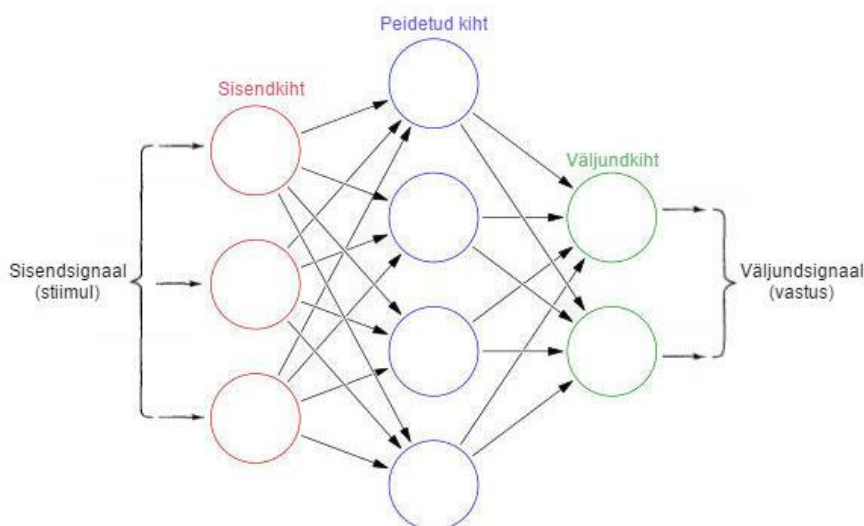 Peidetud kiht
Sisendkiht
Väljundkiht
Sisendsignaal
(stiimul)
Väljundsignaal
(vastus)